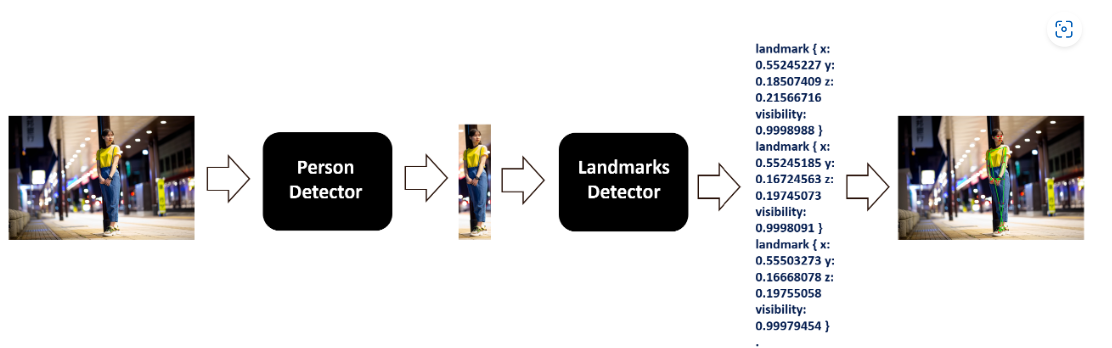 Person
Detector
Landmarks
Detector
landmark { x:
0.55245227 y:
0.18507409 z:
0.21566716
visibility:
0.9998988 }
landmark { x:
0.55245185 y:
0.16724563 z:
0.19745073
visibility:
0.9998091 }
landmark { x:
0.55503273 y:
0.16668078 z:
0.19755058
visibility:
0.99979454 }
.